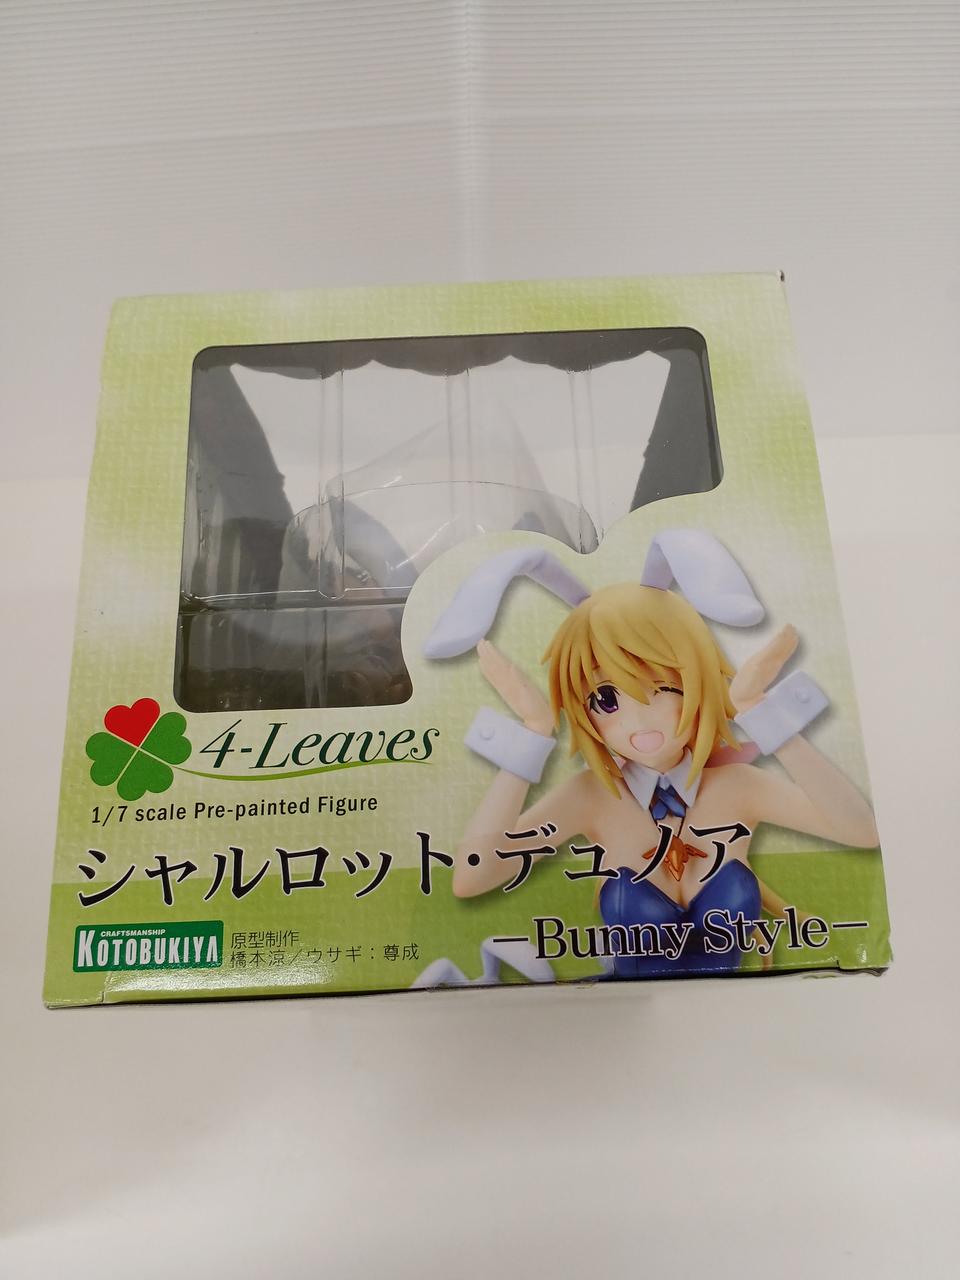 4-Leaves
1/7 scale Pre-painted Figure
シャルロット・デュノア
—Bunny Style—
CRAFTSMANSHIP
KOTOBUKIYA
原型制作
橋本涼／ウサギ：尊成